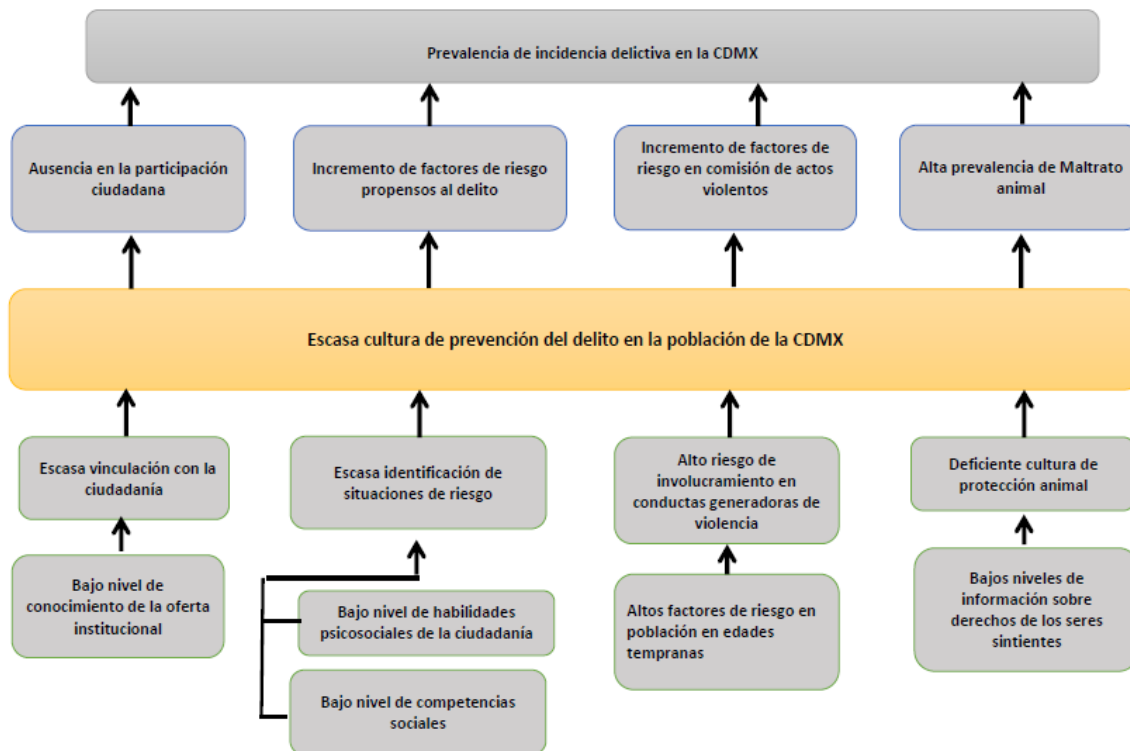 Prevalencia de incidencia delictiva en la CDMX
Ausencia en la participación
ciudadana
Incremento de factores de riesgo
propensos al delito
Incremento de factores de
riesgo en comisión de actos
violentos
Alta prevalencia de Maltrato
animal
Escasa cultura de prevención del delito en la población de la CDMX
Escasa vinculación con la
ciudadanía
Escasa identificación de
situaciones de riesgo
Alto riesgo de
involucramiento en
conductas generadoras de
violencia
Deficiente cultura de
protección animal
Bajo nivel de
conocimiento de la oferta
institucional
Bajo nivel de habilidades
psicosociales de la ciudadanía
Bajo nivel de competencias
sociales
Altos factores de riesgo en
población en edades
tempranas
Bajos niveles de
información sobre
derechos de los seres
sintientes